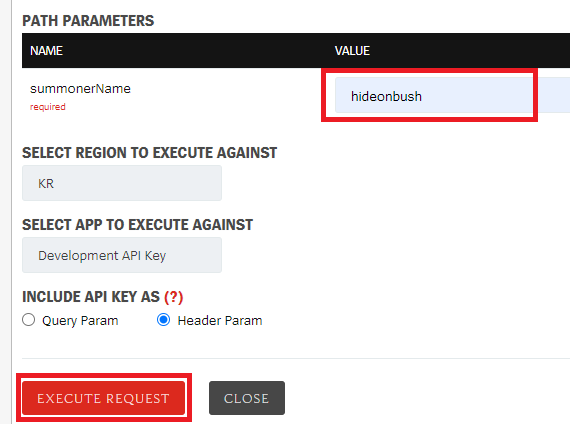 PATH PARAMETERS
NAME VALUE
summonerName
required
hideonbush
SELECT REGION TO EXECUTE AGAINST
KR
SELECT APP TO EXECUTE AGAINST
Development API Key
INCLUDE API KEY AS (?)
Query Param Header Param
EXECUTE REQUEST CLOSE